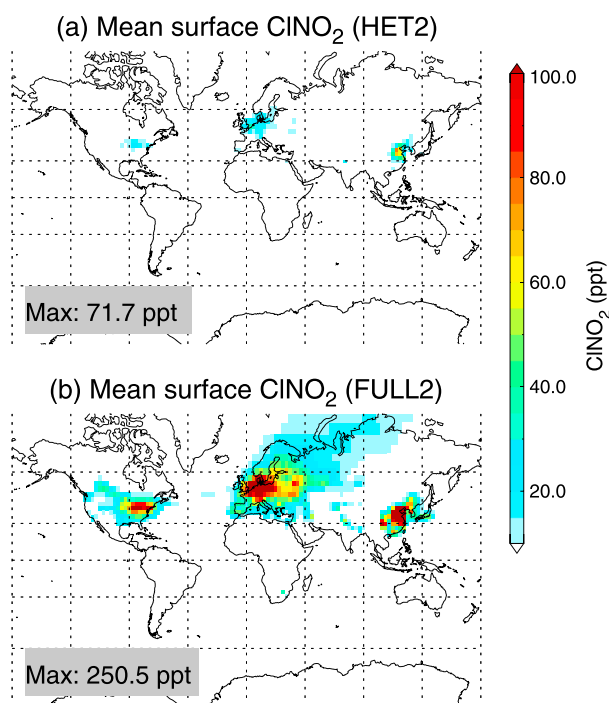 (a) Mean surface ClNO₂ (HET2)
Max: 71.7 ppt
(b) Mean surface ClNO₂ (FULL2)
Max: 250.5 ppt
100.0
80.0
60.0
40.0
20.0
ClNO₂ (ppt)